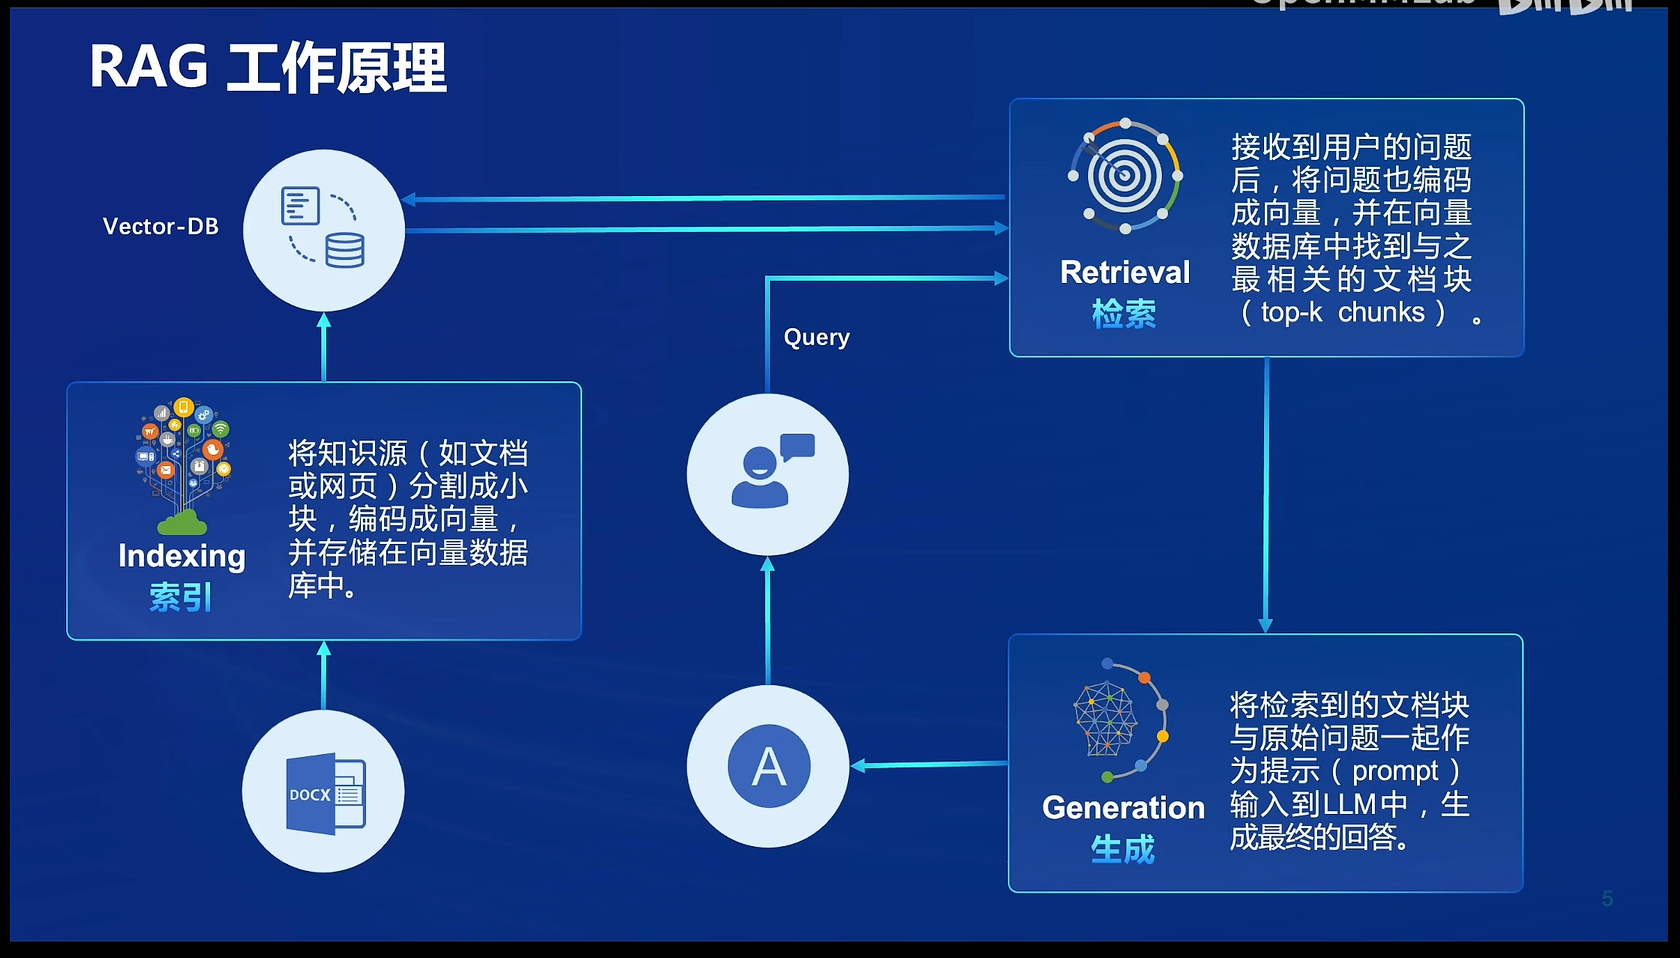 RAG 工作原理
Vector-DB
接收到用户的问题
后，将问题也编码
成向量，并在向量
数据库中找到与之
最相关的文档块
（top-k chunks）。
Retrieval
检索
Query
将知识源（如文档
或网页）分割成小
块，编码成向量，
并存储在向量数据
库中。
Indexing
索引
DOCX
A
将检索到的文档块
与原始问题一起作
为提示（prompt）
输入到LLM中，生
成最终的回答。
Generation
生成
5